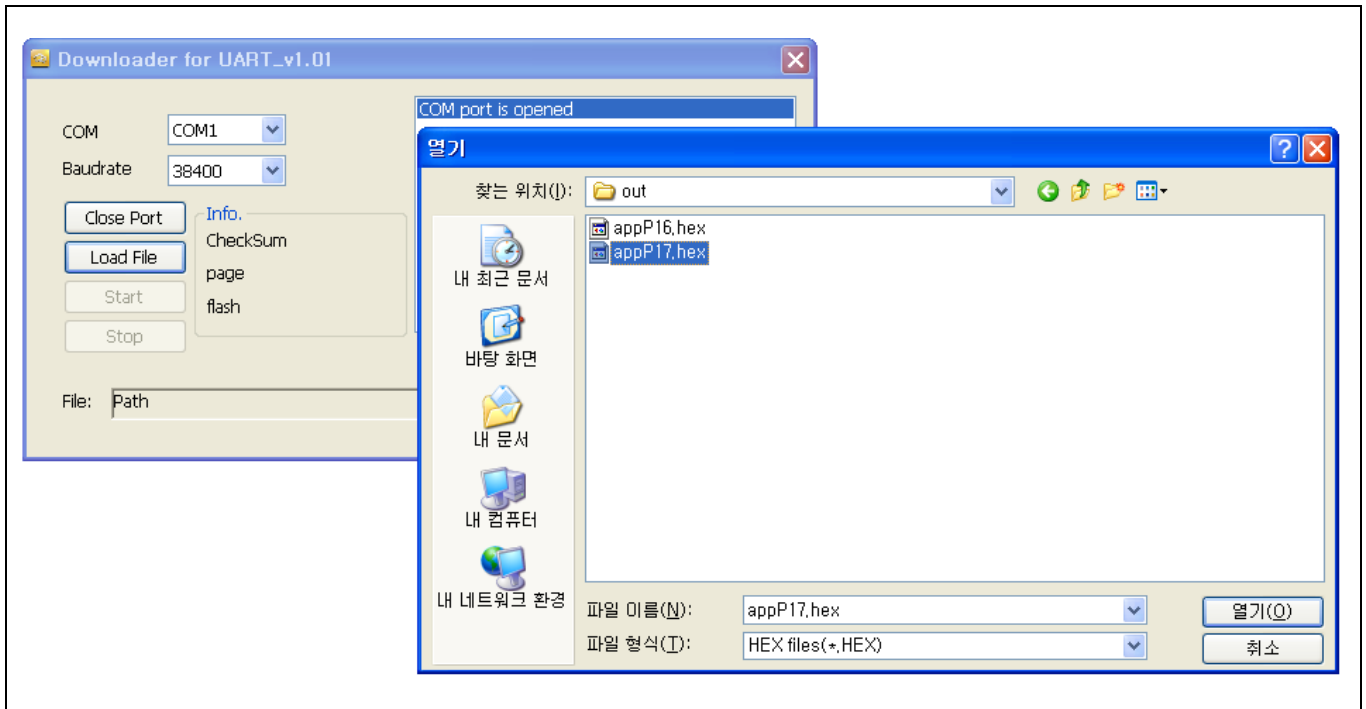 Downloader for UART_v1.01
COM
COM1
Baudrate
38400
Close Port
Load File
Start
Stop
Info.
CheckSum
page
flash
COM port is opened
File:
Path
열기
찾는 위치(I):
out
appP16.hex
appP17.hex
내 최근 문서
바탕 화면
내 문서
내 컴퓨터
내 네트워크 환경
파일 이름(N):
appP17.hex
열기(O)
파일 형식(T):
HEX files(*.HEX)
취소